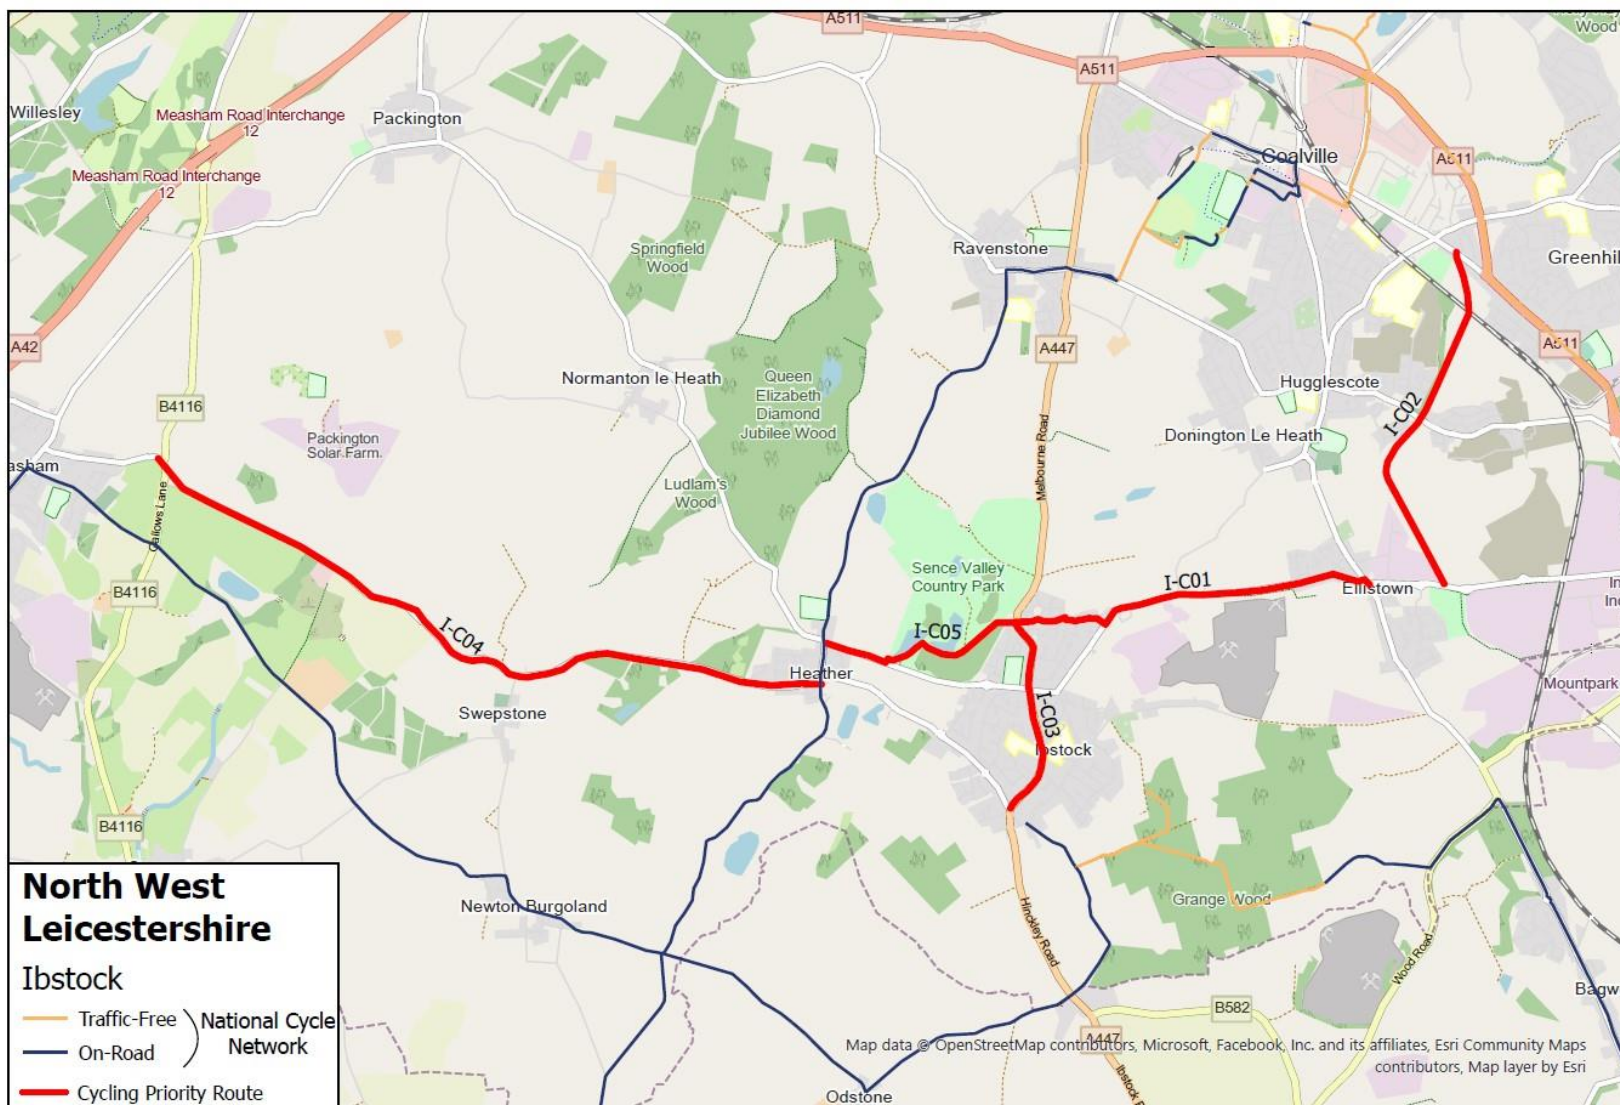 A511
Wood
Willesley
Measham Road Interchange
12
Packington
A511
Measham Road Interchange
12
Coalville
A511
Springfield
Wood
Ravenstone
Greenhil
A42
A447
A511
Normanton le Heath
Queen
Elizabeth
Diamond
Jubilee Wood
Hugglescote
I-C02
B4116
Packington
Solar Farm
Donington Le Heath
asham
Melbourne Road
Ludlam's
Wood
Gallows Lane
Sence Valley
Country Park
I-C01
Ellistown
B4116
I-C05
I-C04
Heather
Mountpark
Swepstone
I-C03
Ibstock
B4116
Grange Wood
Newton Burgoland
Hinckley Road
Wood Road
Bagw
B582
A447
Odstone
North West
Leicestershire
Ibstock
Traffic-Free
On-Road
National Cycle
Network
Cycling Priority Route
Map data © OpenStreetMap contributors, Microsoft, Facebook, Inc. and its affiliates, Esri Community Maps
contributors, Map layer by Esri